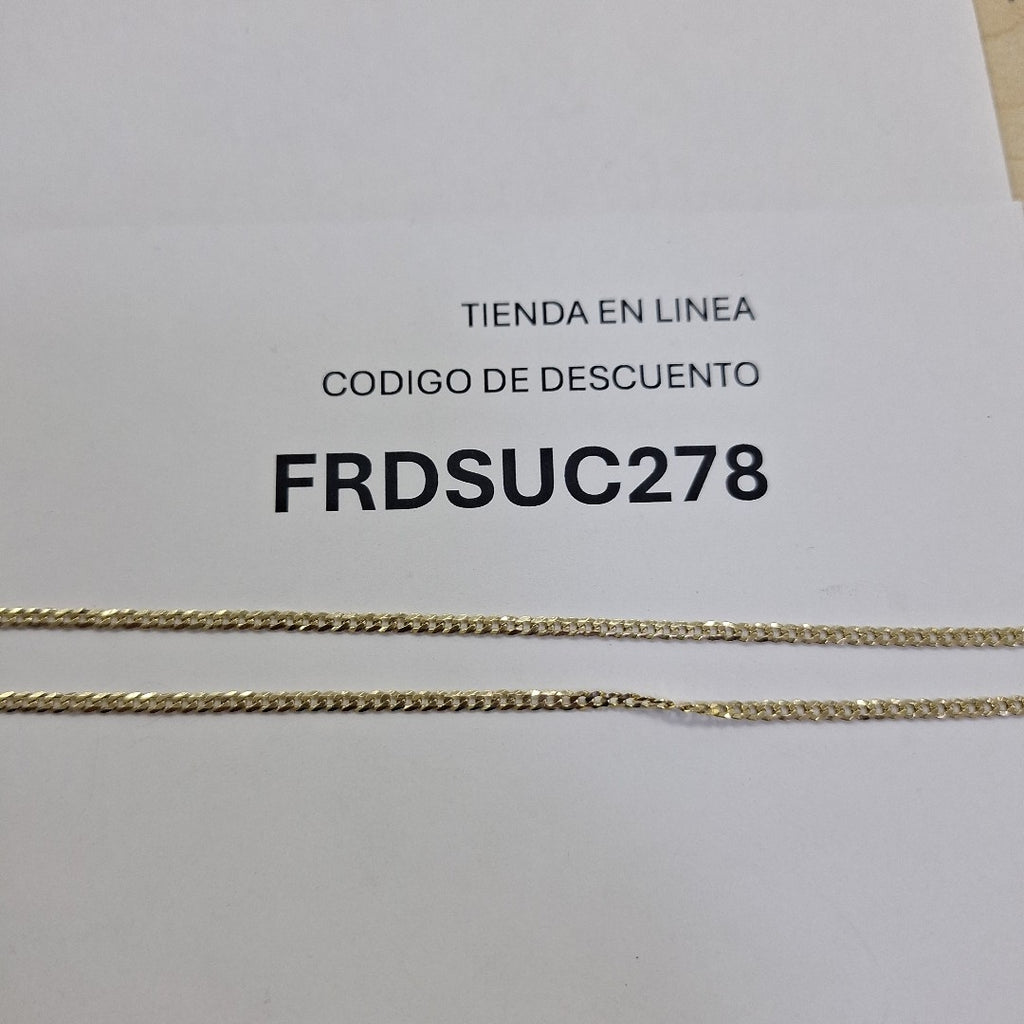 TIENDA EN LINEA
CODIGO DE DESCUENTO
FRDSUC278